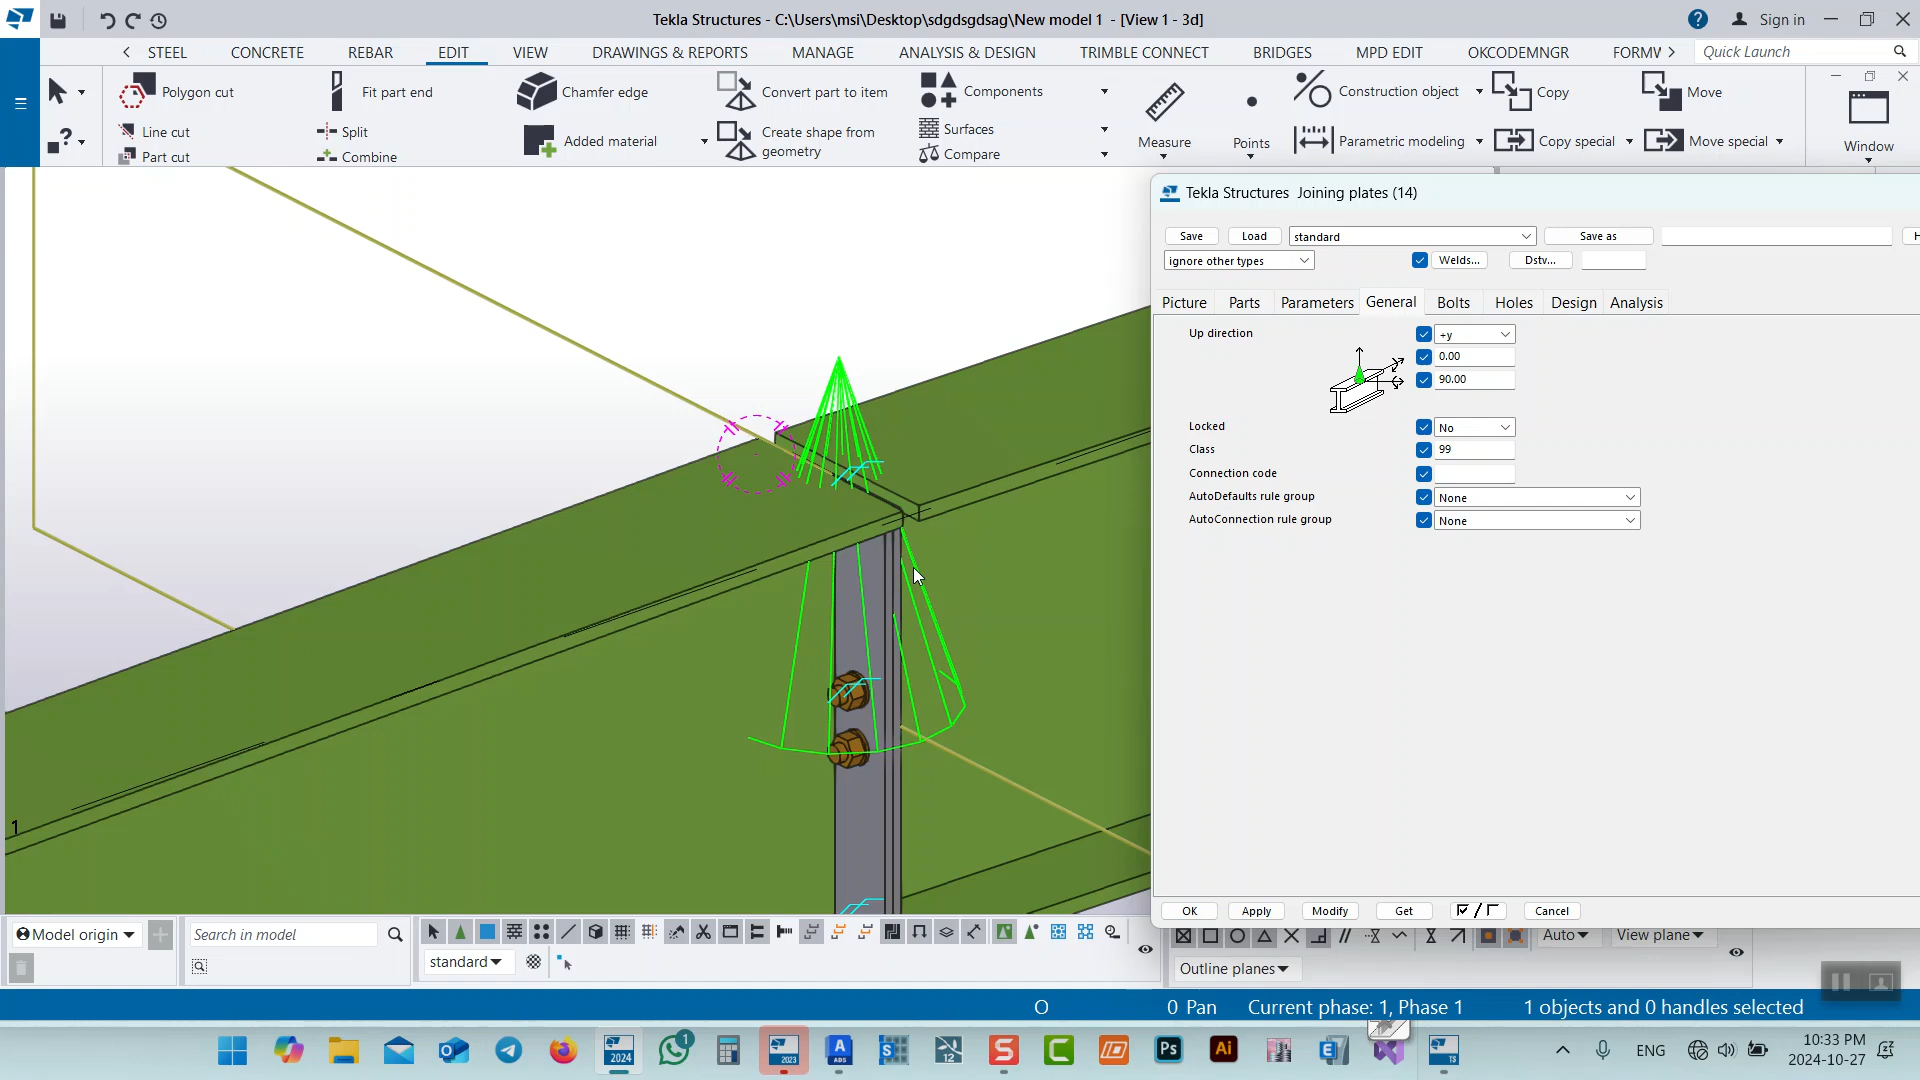 Tekla Structures - C:\Users\msi\Desktop\sdgdsgdsag\New model 1 - [View 1 - 3d]
Sign in
STEEL CONCRETE REBAR EDIT VIEW DRAWINGS & REPORTS MANAGE ANALYSIS & DESIGN TRIMBLE CONNECT BRIDGES MPD EDIT OKCODEMNGR FORMW Quick Launch
Polygon cut
Line cut
Part cut
Fit part end
Split
Combine
Chamfer edge
Added material
Convert part to item
Create shape from
geometry
Components
Surfaces
Compare
Measure
Points
Construction object
Parametric modeling
Copy
Copy special
Move
Move special
Window
Tekla Structures Joining plates (14)
Save Load standard Save as H
ignore other types Welds... Dstv...
Picture Parts Parameters General Bolts Holes Design Analysis
Up direction +y
0.00
90.00
Locked No
Class 99
Connection code
AutoDefaults rule group None
AutoConnection rule group None
OK Apply Modify Get / Cancel
1
Model origin Search in model
standard
Auto View plane
Outline planes
O 0 Pan Current phase: 1, Phase 1 1 objects and 0 handles selected
2024
1
2023
A
ADS
S
12
S
C
Ps
Ai
E
TS
ENG
10:33 PM
2024-10-27